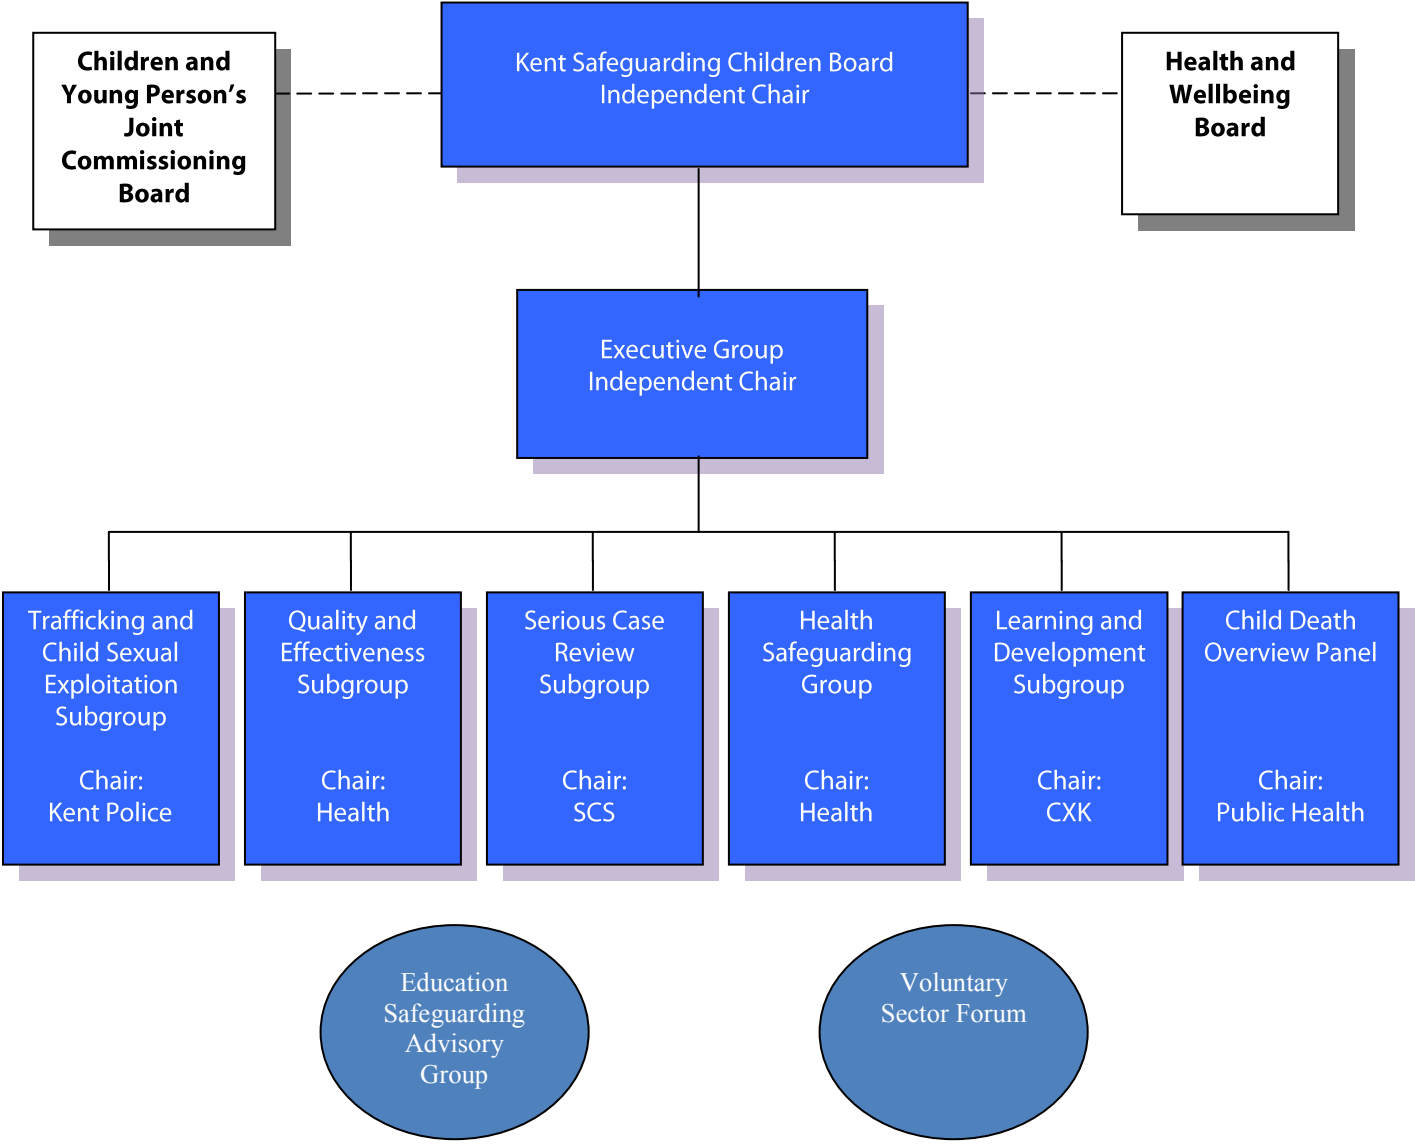 Children and
Young Person’s
Joint
Commissioning
Board
Kent Safeguarding Children Board
Independent Chair
Health and
Wellbeing
Board
Executive Group
Independent Chair
Trafficking and
Child Sexual
Exploitation
Subgroup
Chair:
Kent Police
Quality and
Effectiveness
Subgroup
Chair:
Health
Serious Case
Review
Subgroup
Chair:
SCS
Health
Safeguarding
Group
Chair:
Health
Learning and
Development
Subgroup
Chair:
CXK
Child Death
Overview Panel
Chair:
Public Health
Education
Safeguarding
Advisory
Group
Voluntary
Sector Forum